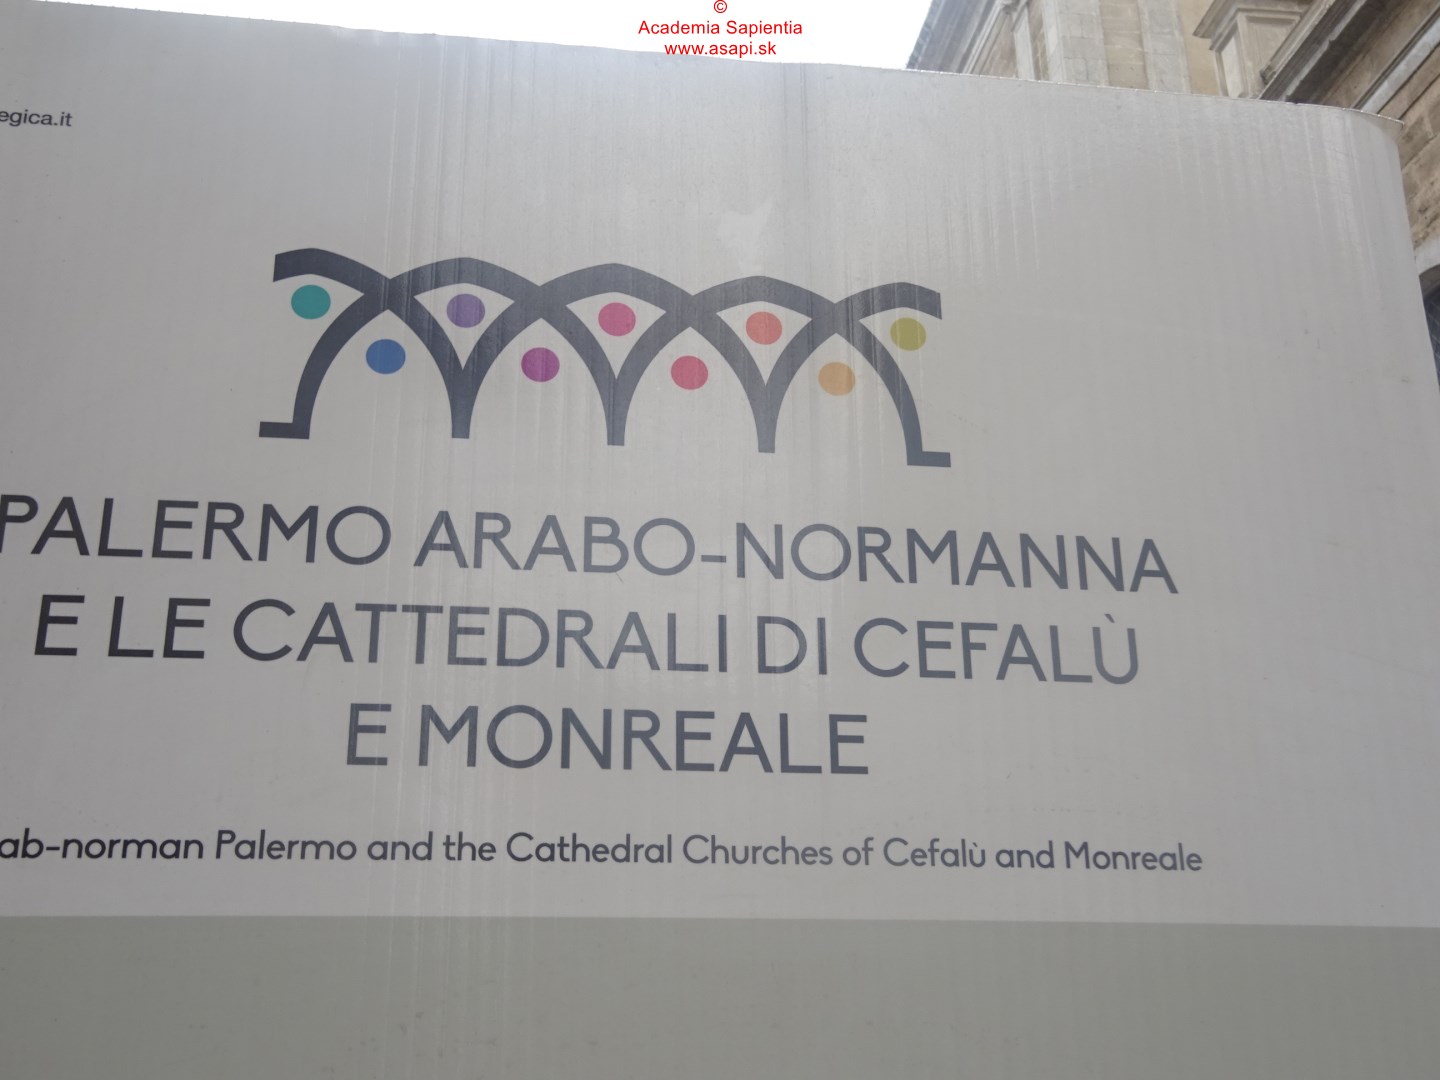 ©
Academia Sapientia
www.asapi.sk
egica.it
PALERMO ARABO-NORMANNA
E LE CATTEDRALI DI CEFALÙ
E MONREALE
ab-norman Palermo and the Cathedral Churches of Cefalù and Monreale